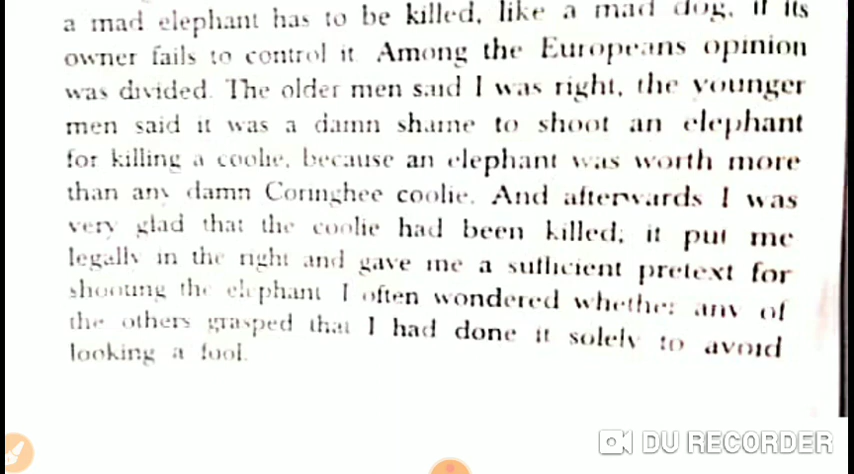 a mad elephant has to be killed, like a mad dog, if its
owner fails to control it. Among the Europeans opinion
was divided. The older men said I was right, the younger
men said it was a damn shame to shoot an elephant
for killing a coolie, because an elephant was worth more
than any damn Coringhee coolie. And afterwards I was
very glad that the coolie had been killed; it put me
legally in the right and gave me a sufficient pretext for
shooting the elephant I often wondered whether any of
the others grasped that I had done it solely to avoid
looking a fool.
DU RECORDER